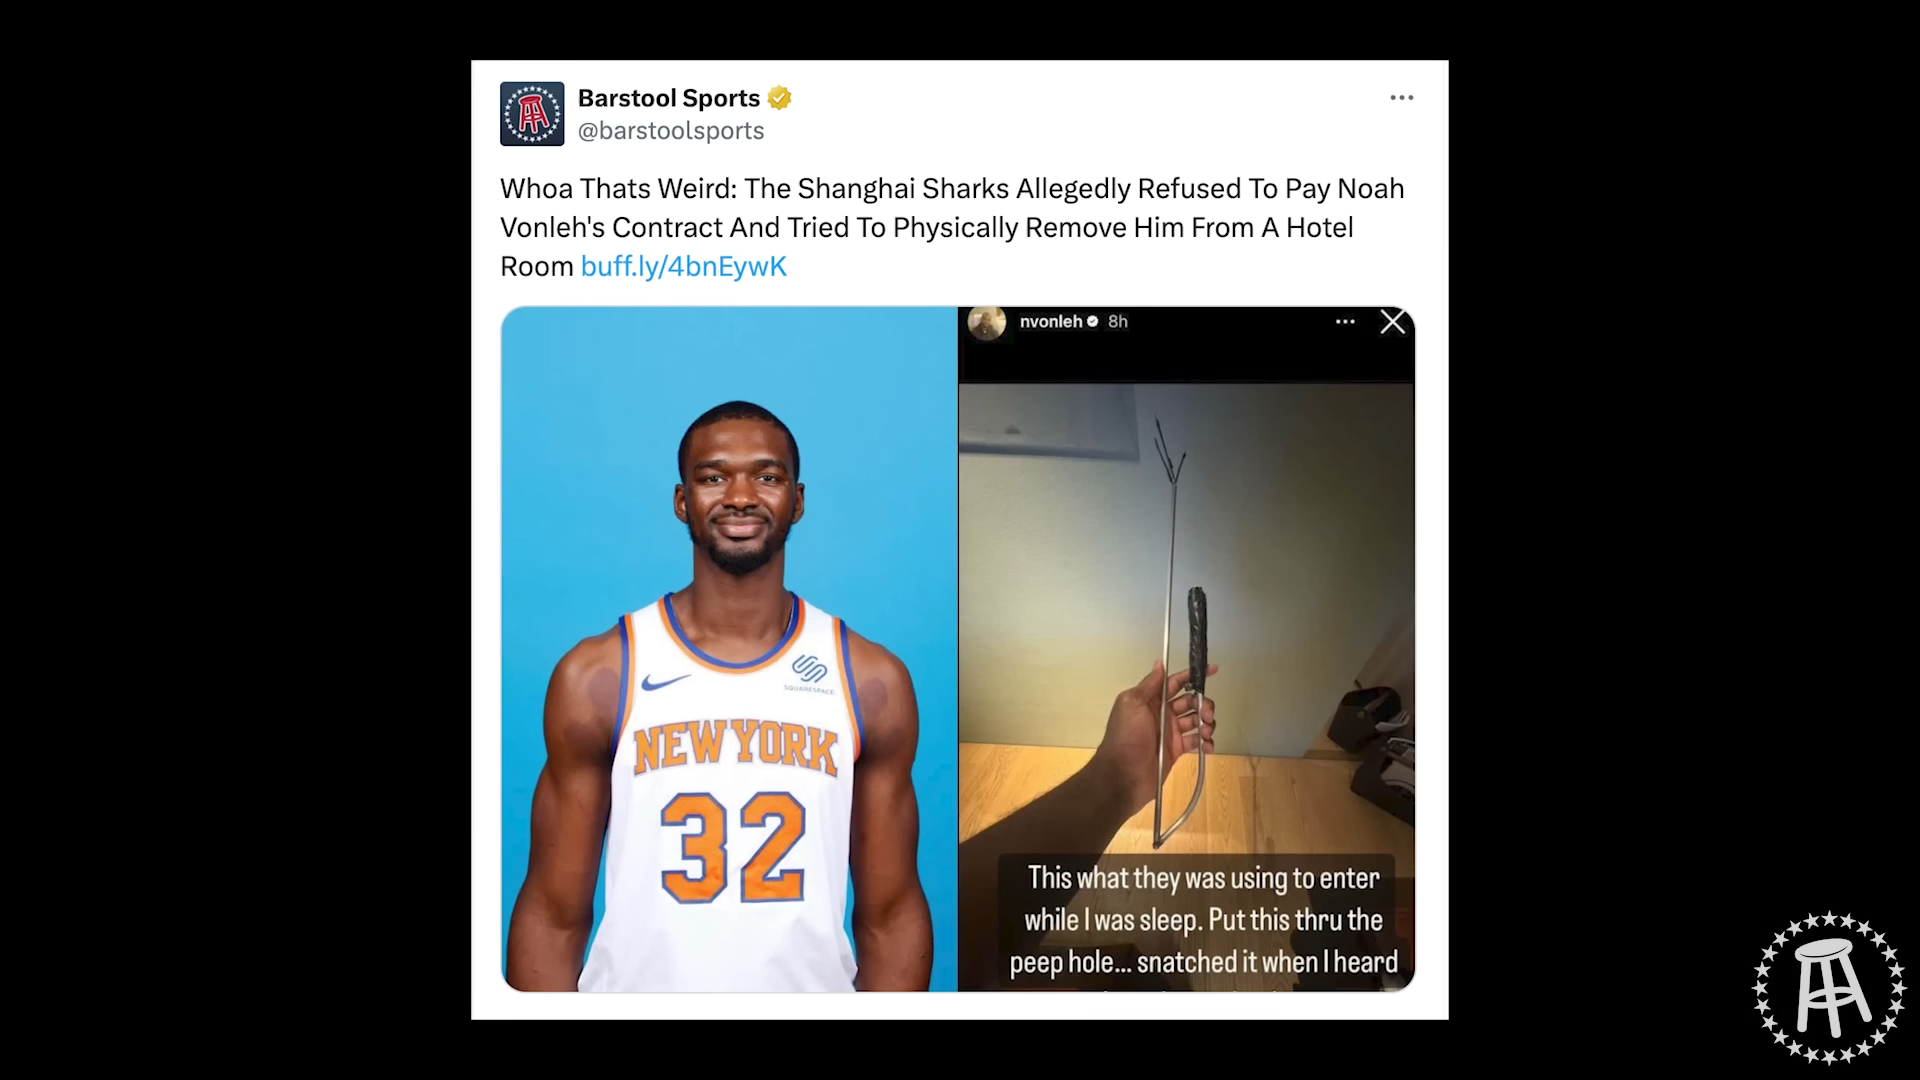 Barstool Sports
@barstoolsports
Whoa Thats Weird: The Shanghai Sharks Allegedly Refused To Pay Noah
Vonleh's Contract And Tried To Physically Remove Him From A Hotel
Room buff.ly/4bnEywK
SQUARESPACE
NEW YORK
32
nvonleh 8h
This what they was using to enter
while I was sleep. Put this thru the
peep hole... snatched it when I heard